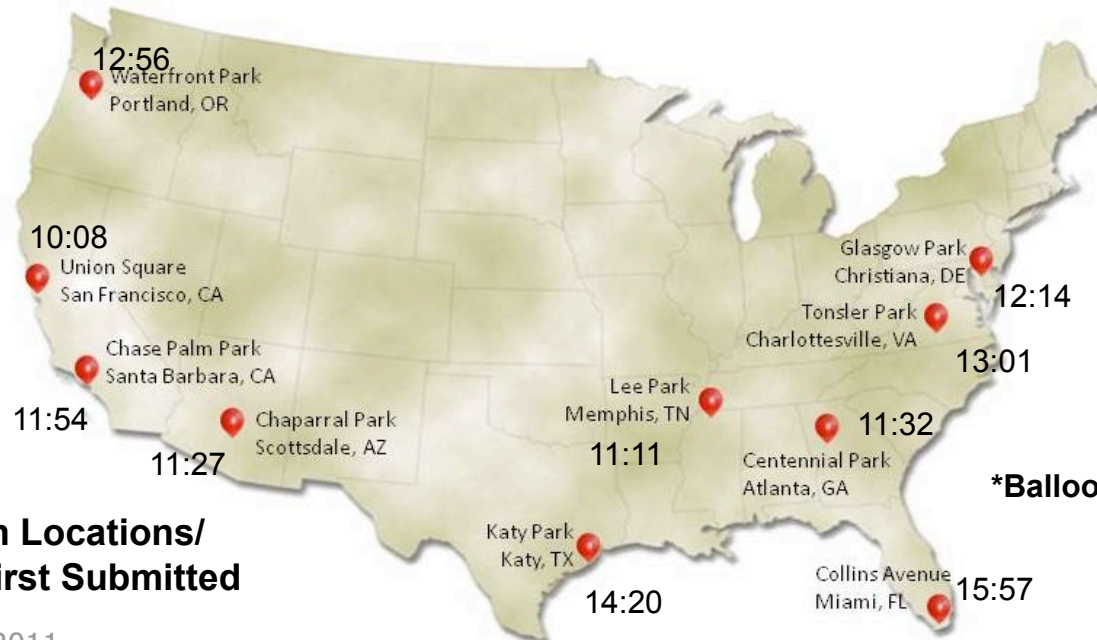 12:56
Waterfront Park
Portland, OR
10:08
Union Square
San Francisco, CA
Glasgow Park
Christiana, DE
12:14
Tonsler Park
Charlottesville, VA
13:01
Chase Palm Park
Santa Barbara, CA
11:54
Chaparral Park
Scottsdale, AZ
11:27
Lee Park
Memphis, TN
11:11
11:32
Centennial Park
Atlanta, GA
*Balloo
n Locations/
irst Submitted
Katy Park
Katy, TX
14:20
Collins Avenue
Miami, FL
15:57